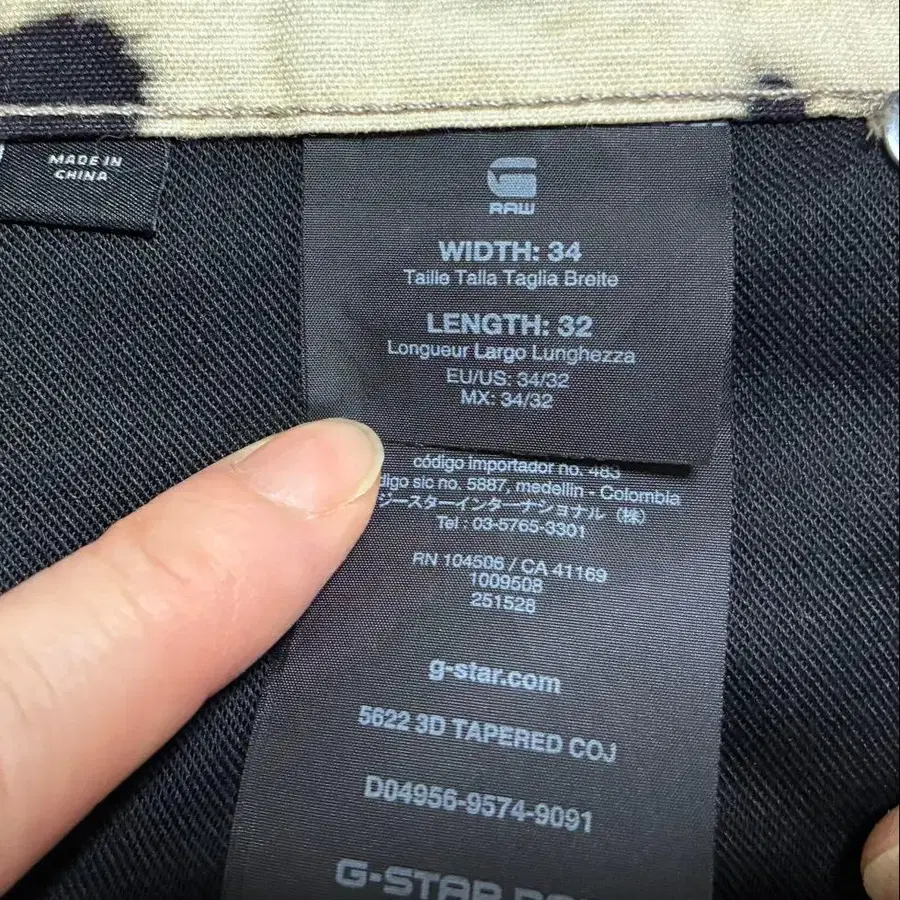 MADE IN
CHINA
RAW
WIDTH: 34
Taille Talla Taglia Breite
LENGTH: 32
Longueur Largo Lunghezza
EU/US: 34/32
MX: 34/32
código importador no. 483
sic no. 5887, medellin - Colombia
ジースターインターナショナル (株)
Tel : 03-5765-3301
RN 104506 / CA 41169
1009508
251528
g-star.com
5622 3D TAPERED COJ
D04956-9574-9091
G-STAR